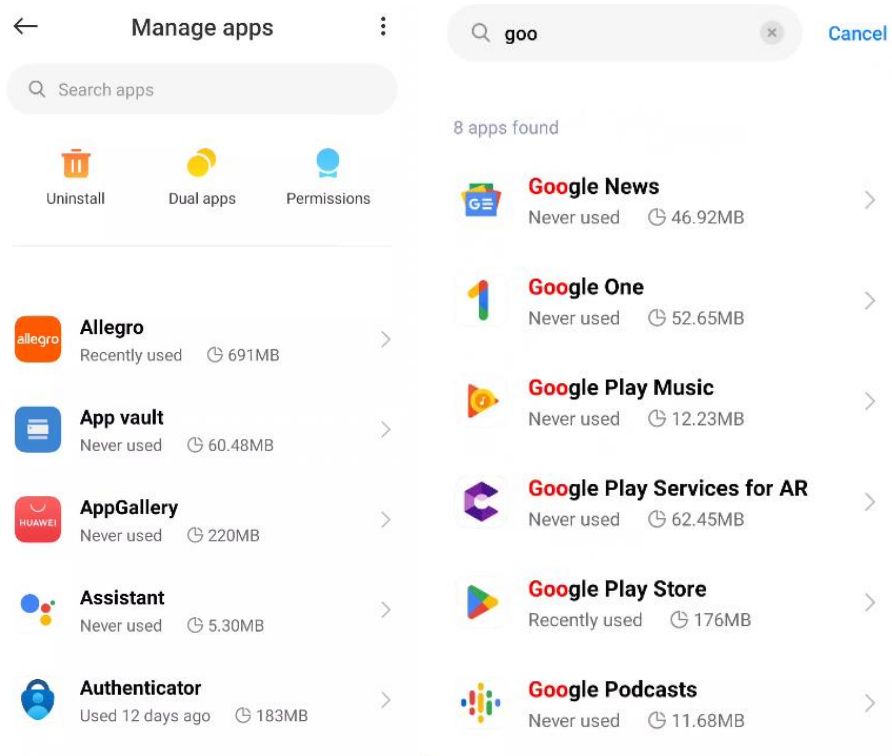 Manage apps
Search apps
Uninstall
Dual apps
Permissions
allegro
Allegro
Recently used 691MB
App vault
Never used 60.48MB
HUAWEI
AppGallery
Never used 220MB
Assistant
Never used 5.30MB
Authenticator
Used 12 days ago 183MB
goo
Cancel
8 apps found
GE
Google News
Never used 46.92MB
Google One
Never used 52.65MB
Google Play Music
Never used 12.23MB
Google Play Services for AR
Never used 62.45MB
Google Play Store
Recently used 176MB
Google Podcasts
Never used 11.68MB